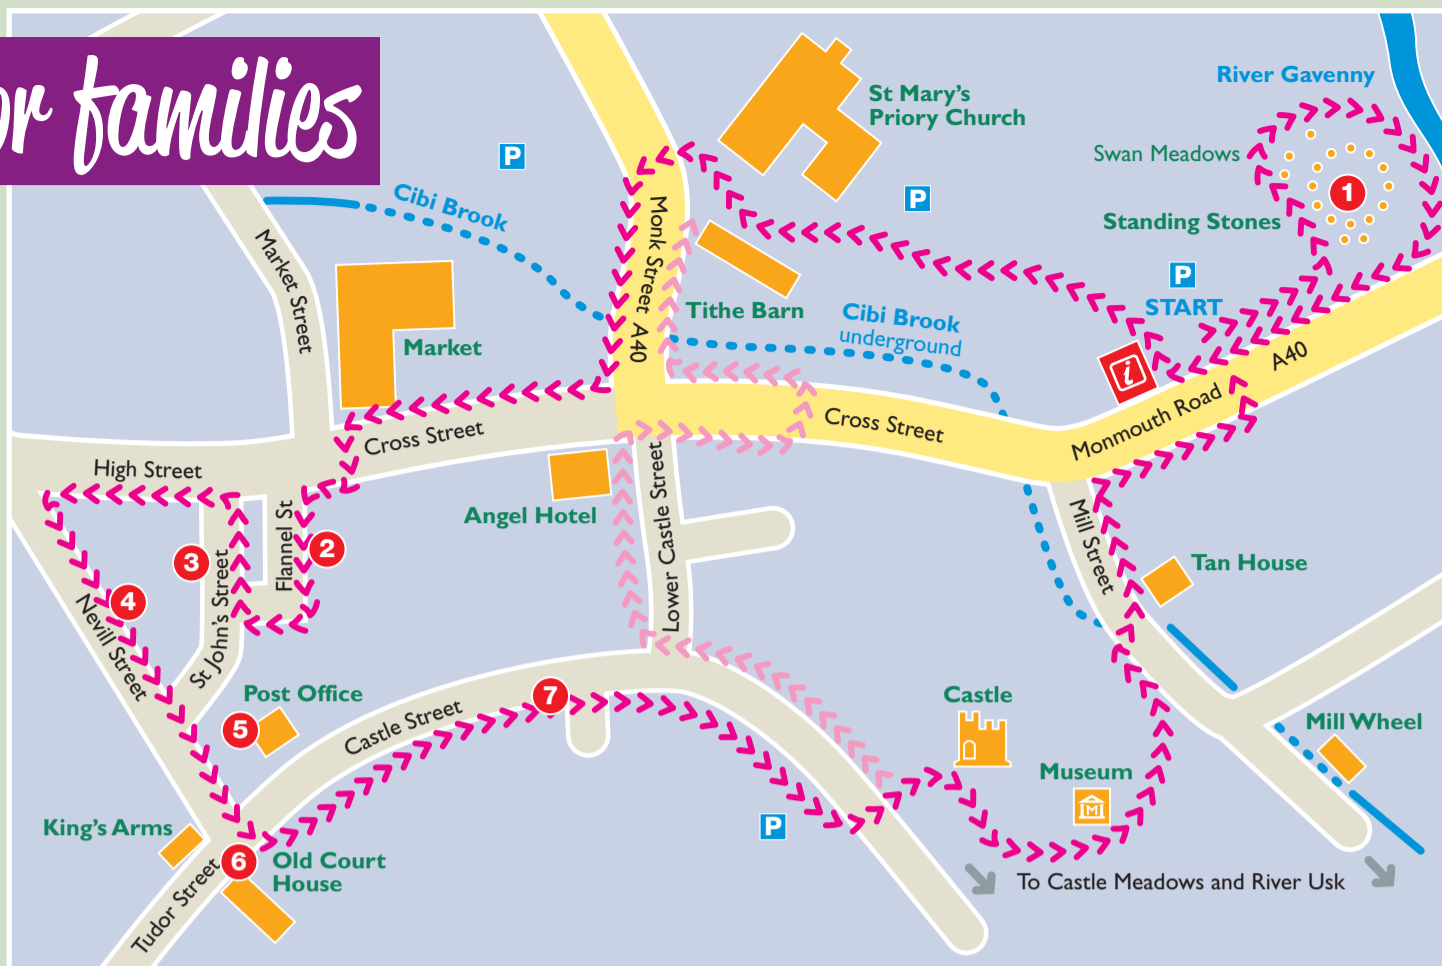 or families
River Gavenny
St Mary's
Priory Church
P
Swan Meadows
1
P
Cibi Brook
Standing Stones
Monk Street A40
Market Street
P
START
Tithe Barn
Cibi Brook
underground
Market
i
A40
Monmouth Road
Cross Street
Cross Street
High Street
Angel Hotel
Lower Castle Street
Flannel St
2
3
St John's Street
Mill Street
Tan House
4
Nevill Street
Post Office
5
7
Castle Street
Castle
Mill Wheel
Museum
M
King's Arms
P
6
Old Court
House
To Castle Meadows and River Usk
Tudor Street